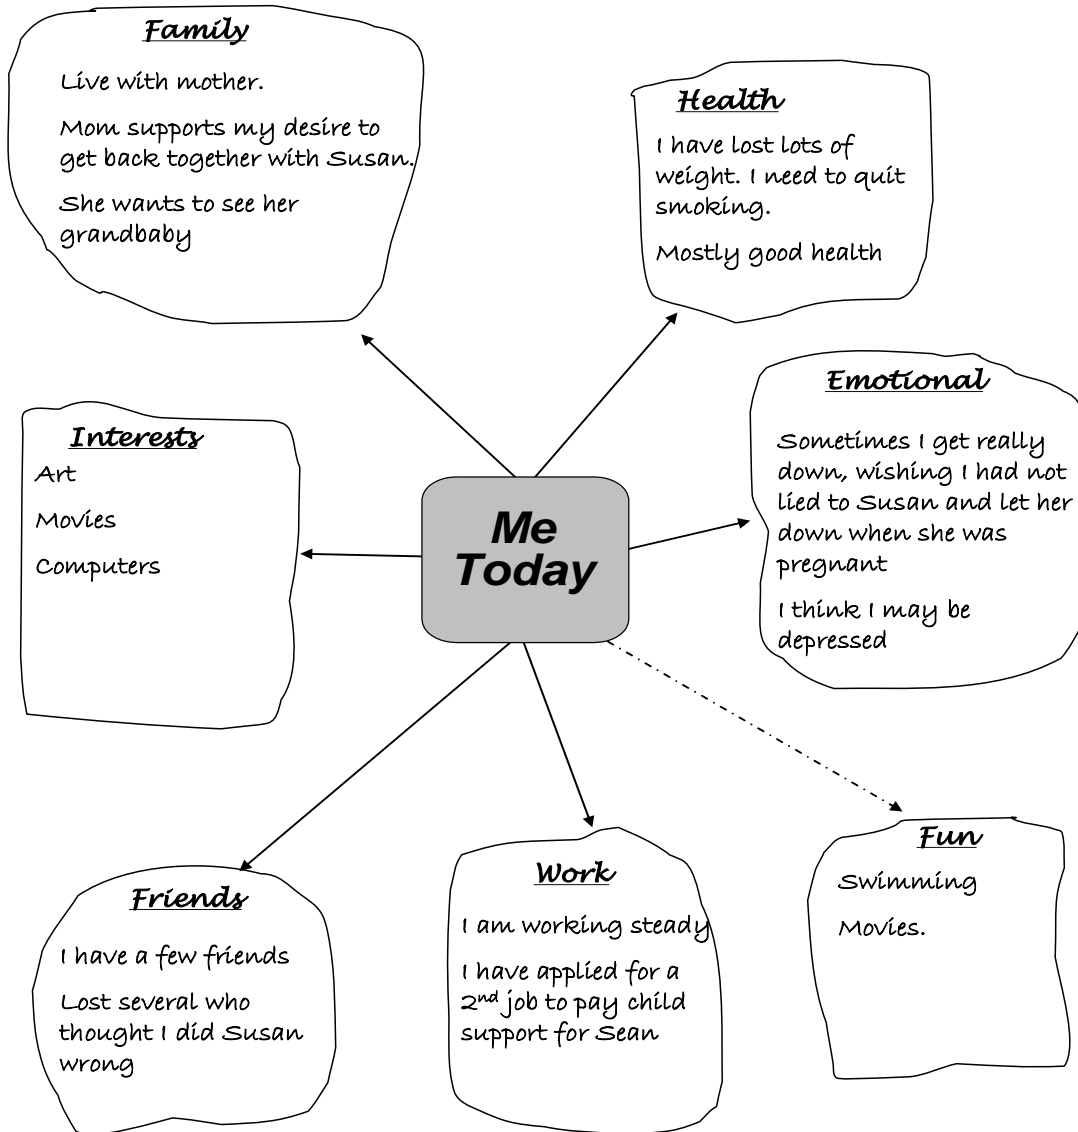 Family
Live with mother.
Mom supports my desire to
get back together with Susan.
She wants to see her
grandbaby
Health
I have lost lots of
weight. I need to quit
smoking.
Mostly good health
Interests
Art
Movies
Computers
Me
Today
Emotional
Sometimes I get really
down, wishing I had not
lied to Susan and let her
down when she was
pregnant
I think I may be
depressed
Friends
I have a few friends
Lost several who
thought I did Susan
wrong
Work
I am working steady
I have applied for a
2nd job to pay child
support for Sean
Fun
Swimming
Movies.